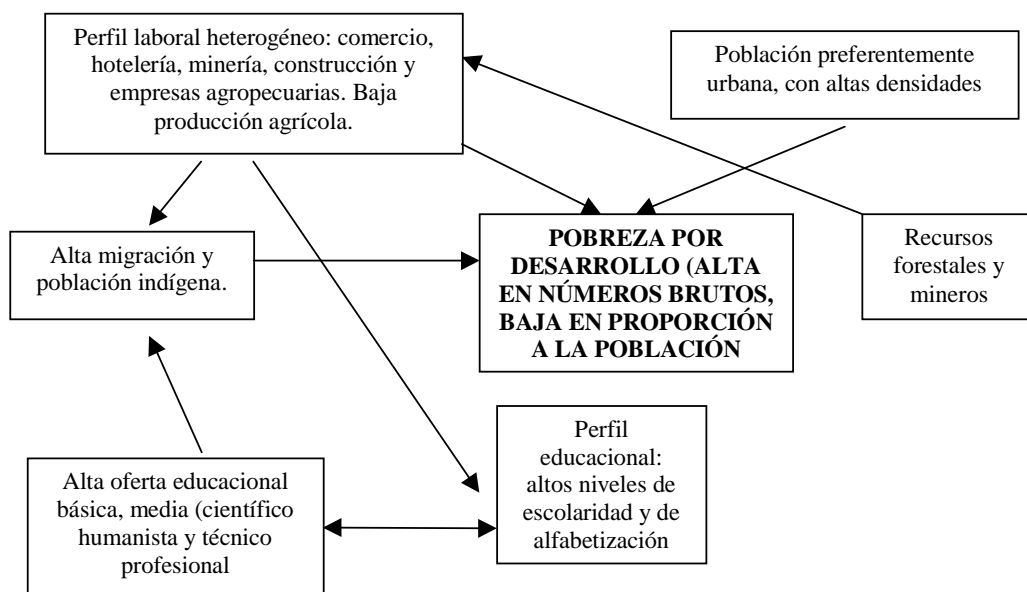 Perfil laboral heterogéneo: comercio,
hotelería, minería, construcción y
empresas agropecuarias. Baja
producción agrícola.
Población preferentemente
urbana, con altas densidades
Alta migración y
población indígena.
POBREZA POR
DESARROLLO (ALTA
EN NÚMEROS BRUTOS,
BAJA EN PROPORCIÓN
A LA POBLACIÓN
Recursos
forestales y
mineros
Alta oferta educacional
básica, media (científico
humanista y técnico
profesional
Perfil
educacional:
altos niveles de
escolaridad y de
alfabetización